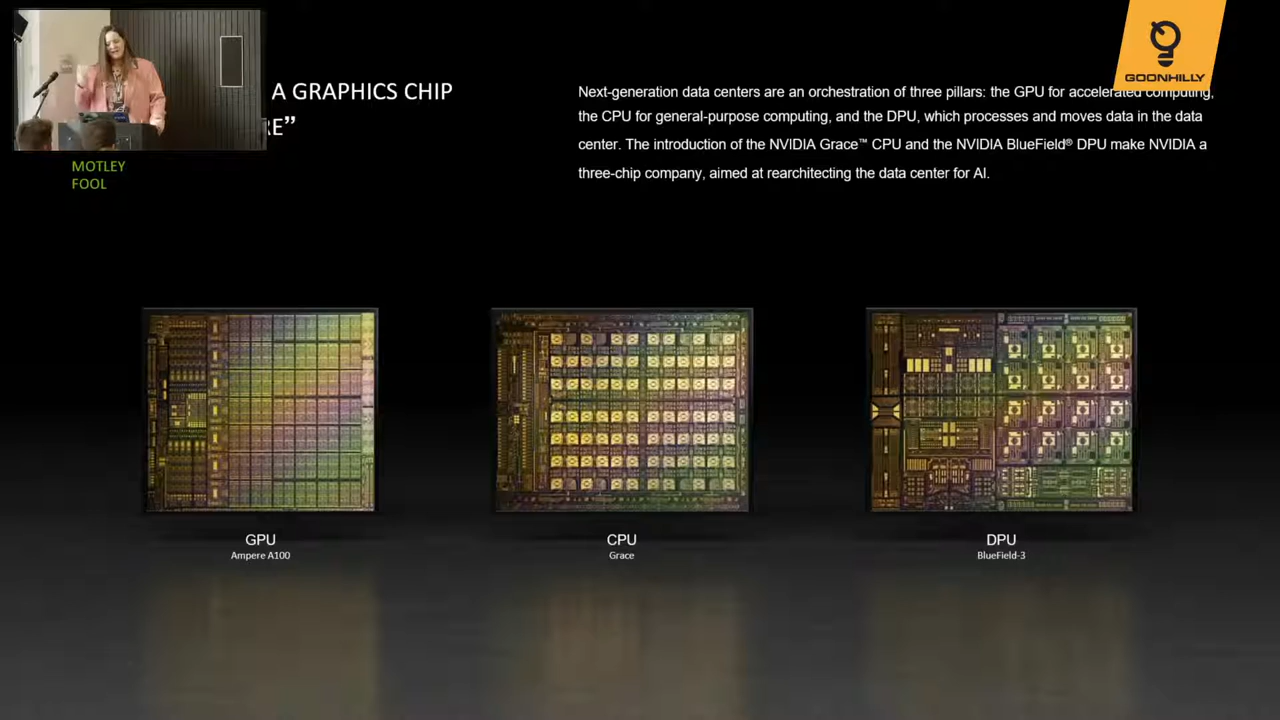 A GRAPHICS CHIP
RE”
MOTLEY
FOOL
Next-generation data centers are an orchestration of three pillars: the GPU for accelerated computing,
the CPU for general-purpose computing, and the DPU, which processes and moves data in the data
center. The introduction of the NVIDIA Grace™ CPU and the NVIDIA BlueField® DPU make NVIDIA a
three-chip company, aimed at rearchitecting the data center for AI.
GOONHILLY
GPU
Ampere A100
CPU
Grace
DPU
BlueField-3